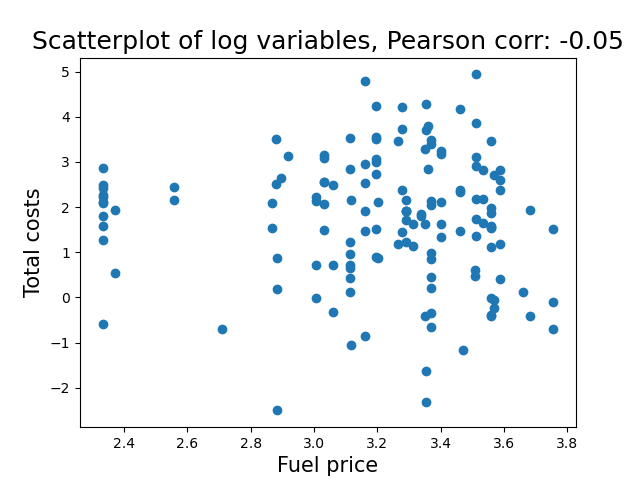 Scatterplot of log variables, Pearson corr: -0.05
5
4
3
2
1
0
−1
−2
Total costs
2.4 2.6 2.8 3.0 3.2 3.4 3.6 3.8
Fuel price